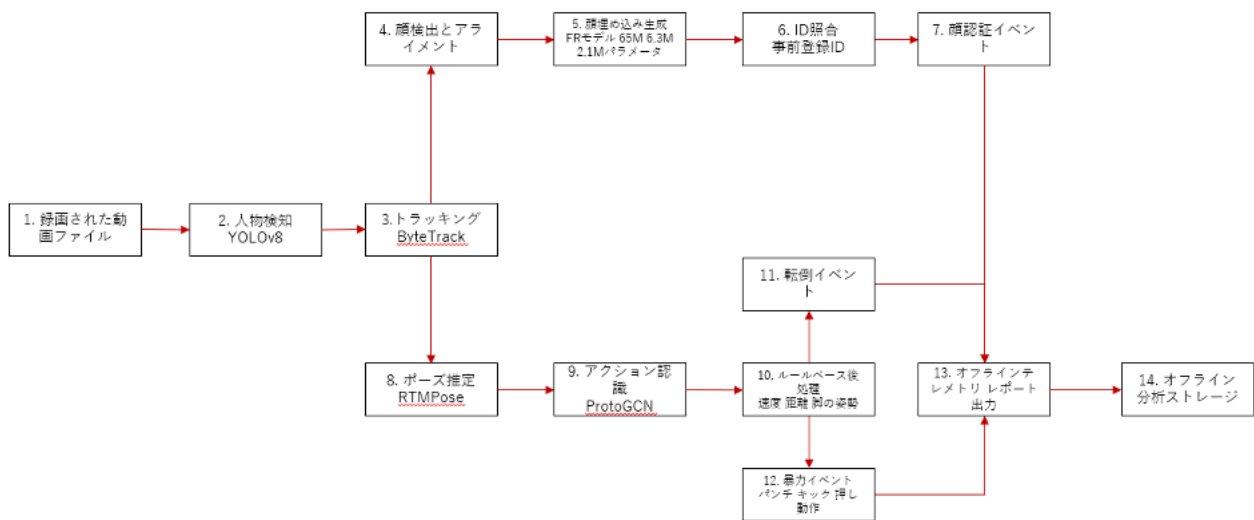 4. 顔検出とアラ
イメント
5. 顔埋め込み生成
FRモデル 65M 6.3M
2.1Mパラメータ
6. ID照合
事前登録ID
7. 顔認証イベン
ト
1. 録画された動
画ファイル
2. 人物検知
YOLOv8
3.トラッキング
ByteTrack
11. 転倒イベン
ト
8. ポーズ推定
RTMPose
9. アクション認
識
ProtoGCN
10. ルールベース後
処理
速度 距離 脚の姿勢
13. オフラインテ
レメトリ レポート
出力
14. オフライン
分析ストレージ
12. 暴力イベント
パンチ キック 押し
動作